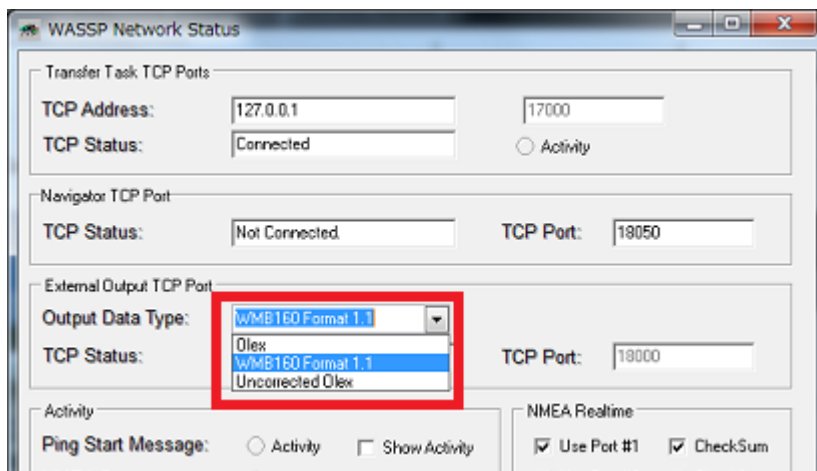 WASSP Network Status
Transfer Task TCP Ports
TCP Address: 127.0.0.1 17000
TCP Status: Connected Activity
Navigator TCP Port
TCP Status: Not Connected. TCP Port: 18050
External Output TCP Port
Output Data Type: WMB160 Format 1.1
Olex
TCP Status: WMB160 Format 1.1 TCP Port: 18000
Uncorrected Olex
Activity NMEA Realtime
Ping Start Message: Activity Show Activity Use Port #1 CheckSum